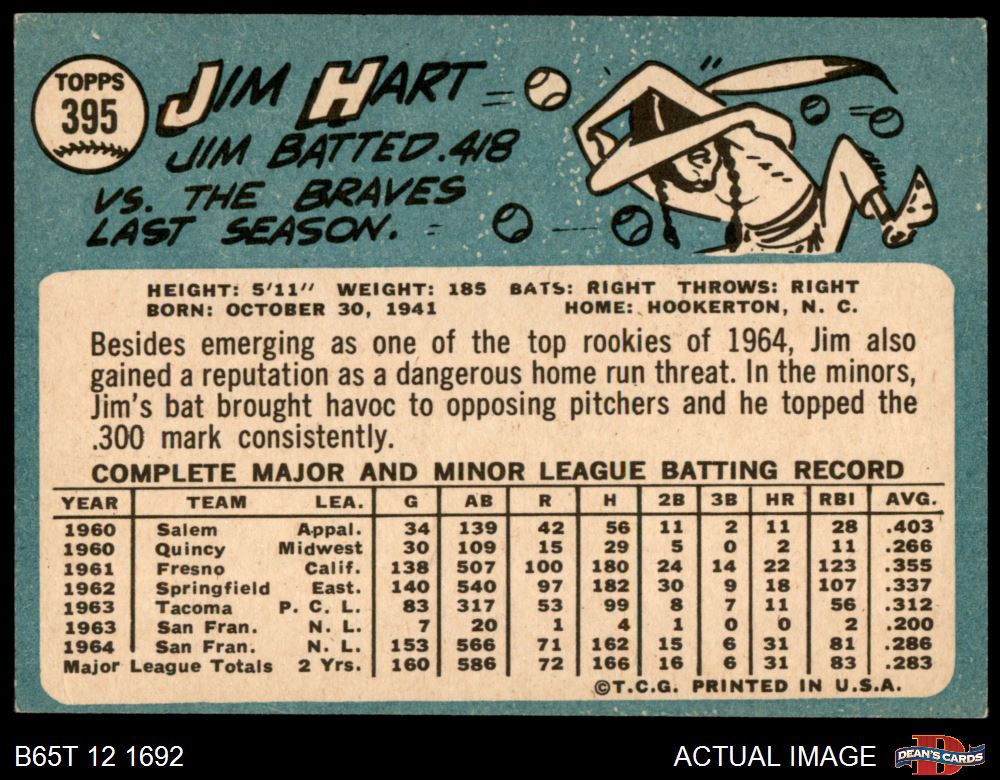 TOPPS
395
JIM HART
JIM BATTED .418
VS. THE BRAVES
LAST SEASON.
HEIGHT: 5'11" WEIGHT: 185 BATS: RIGHT THROWS: RIGHT
BORN: OCTOBER 30, 1941 HOME: HOOKERTON, N. C.
Besides emerging as one of the top rookies of 1964, Jim also
gained a reputation as a dangerous home run threat. In the minors,
Jim's bat brought havoc to opposing pitchers and he topped the
.300 mark consistently.
COMPLETE MAJOR AND MINOR LEAGUE BATTING RECORD
YEAR TEAM LEA. G AB R H 2B 3B HR RBI AVG.
1960 Salem Appal. 34 139 42 56 11 2 11 28 .403
1960 Quincy Midwest 30 109 15 29 5 0 2 11 .266
1961 Fresno Calif. 138 507 100 180 24 14 22 123 .355
1962 Springfield East. 140 540 97 182 30 9 18 107 .337
1963 Tacoma P. C. L. 83 317 53 99 8 7 11 56 .312
1963 San Fran. N. L. 7 20 1 4 1 0 0 2 .200
1964 San Fran. N. L. 153 566 71 162 15 6 31 81 .286
Major League Totals 2 Yrs. 160 586 72 166 16 6 31 83 .283
©T.C.G. PRINTED IN U.S.A.
B65T 12 1692 ACTUAL IMAGE DEAN'S CARDS